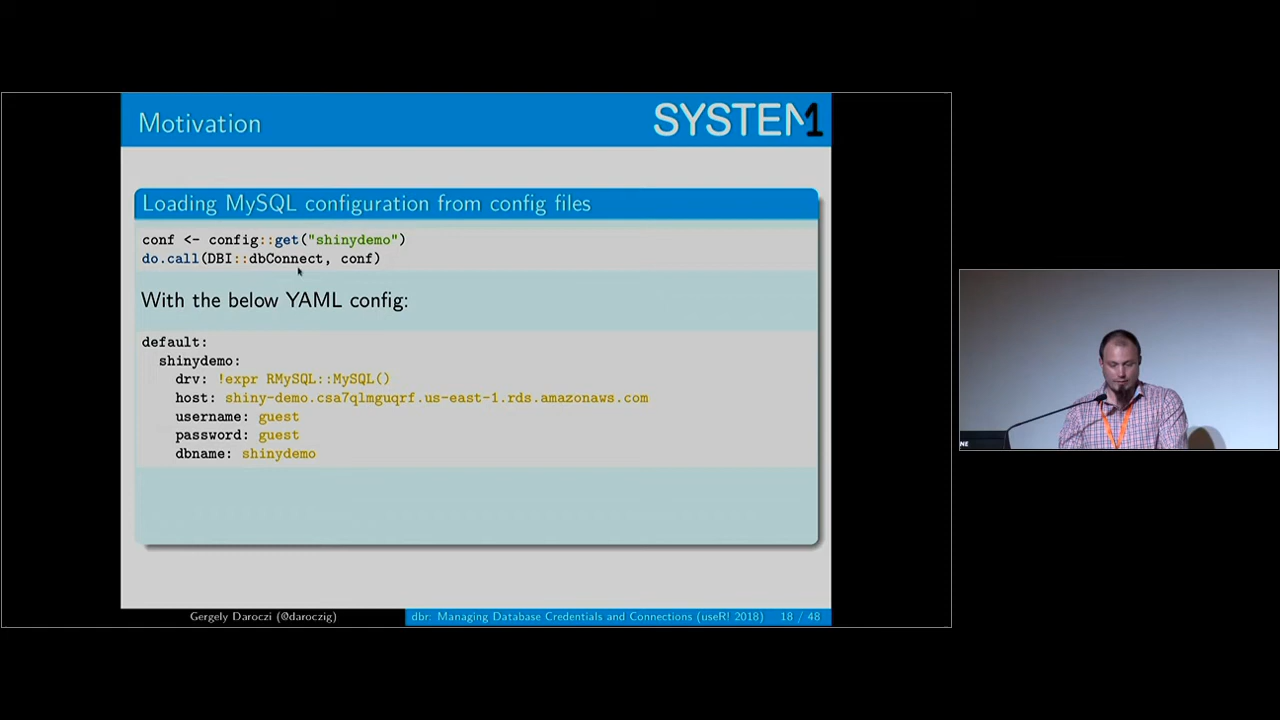 Motivation
SYSTEM1
Loading MySQL configuration from config files
conf <- config::get("shinydemo")
do.call(DBI::dbConnect, conf)
With the below YAML config:
default:
shinydemo:
drv: !expr RMySQL::MySQL()
host: shiny-demo.csa7qlmguqrf.us-east-1.rds.amazonaws.com
username: guest
password: guest
dbname: shinydemo
Gergely Daroczi (@daroczig)
dbr: Managing Database Credentials and Connections (useR! 2018)
18 / 48
NE